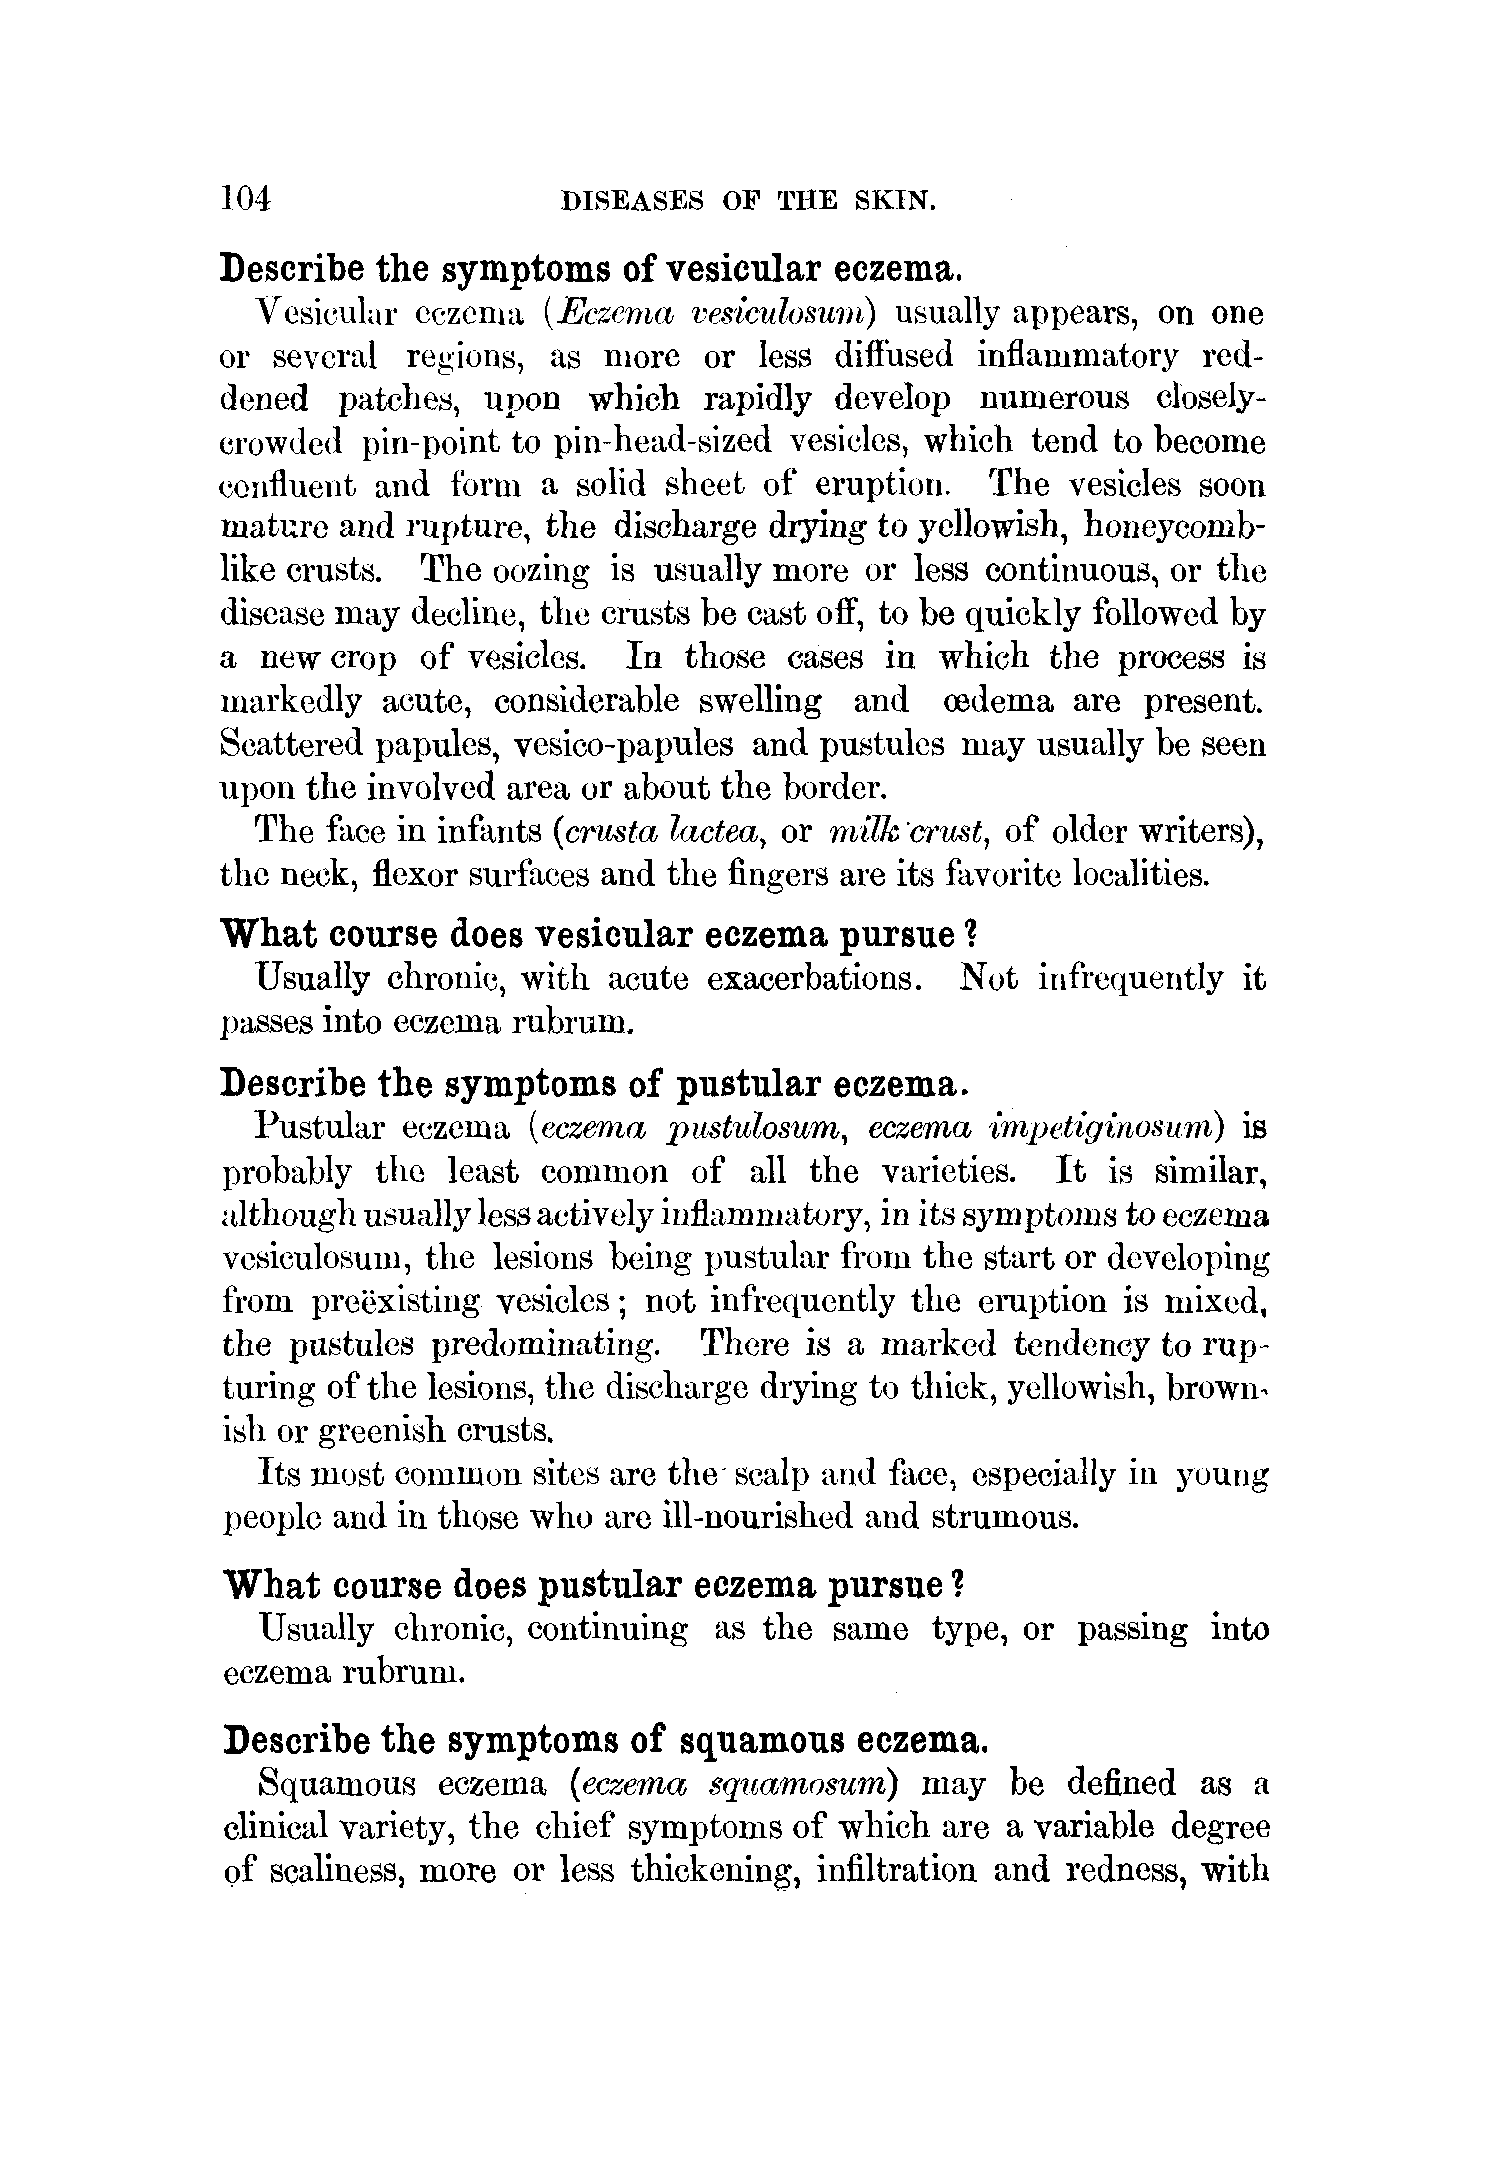 104 DISEASES OF THE SKIN.
Describe the symptoms of vesicular eczema.
Vesicular eczema (Eczema vesiculosum) usually appears, on one
or several regions, as more or less diffused inflammatory red-
dened patches, upon which rapidly develop numerous closely-
crowded pin-point to pin-head-sized vesicles, which tend to become
confluent and form a solid sheet of eruption. The vesicles soon
mature and rupture, the discharge drying to yellowish, honeycomb-
like crusts. The oozing is usually more or less continuous, or the
disease may decline, the crusts be cast off, to be quickly followed by
a new crop of vesicles. In those cases in which the process is
markedly acute, considerable swelling and œdema are present.
Scattered papules, vesico-papules and pustules may usually be seen
upon the involved area or about the border.
The face in infants (crusta lactea, or milk crust, of older writers),
the neck, flexor surfaces and the fingers are its favorite localities.
What course does vesicular eczema pursue?
Usually chronic, with acute exacerbations. Not infrequently it
passes into eczema rubrum.
Describe the symptoms of pustular eczema.
Pustular eczema (eczema pustulosum, eczema impetiginosum) is
probably the least common of all the varieties. It is similar,
although usually less actively inflammatory, in its symptoms to eczema
vesiculosum, the lesions being pustular from the start or developing
from preëxisting vesicles; not infrequently the eruption is mixed,
the pustules predominating. There is a marked tendency to rup-
turing of the lesions, the discharge drying to thick, yellowish, brown-
ish or greenish crusts.
Its most common sites are the scalp and face, especially in young
people and in those who are ill-nourished and strumous.
What course does pustular eczema pursue?
Usually chronic, continuing as the same type, or passing into
eczema rubrum.
Describe the symptoms of squamous eczema.
Squamous eczema (eczema squamosum) may be defined as a
clinical variety, the chief symptoms of which are a variable degree
of scaliness, more or less thickening, infiltration and redness, with